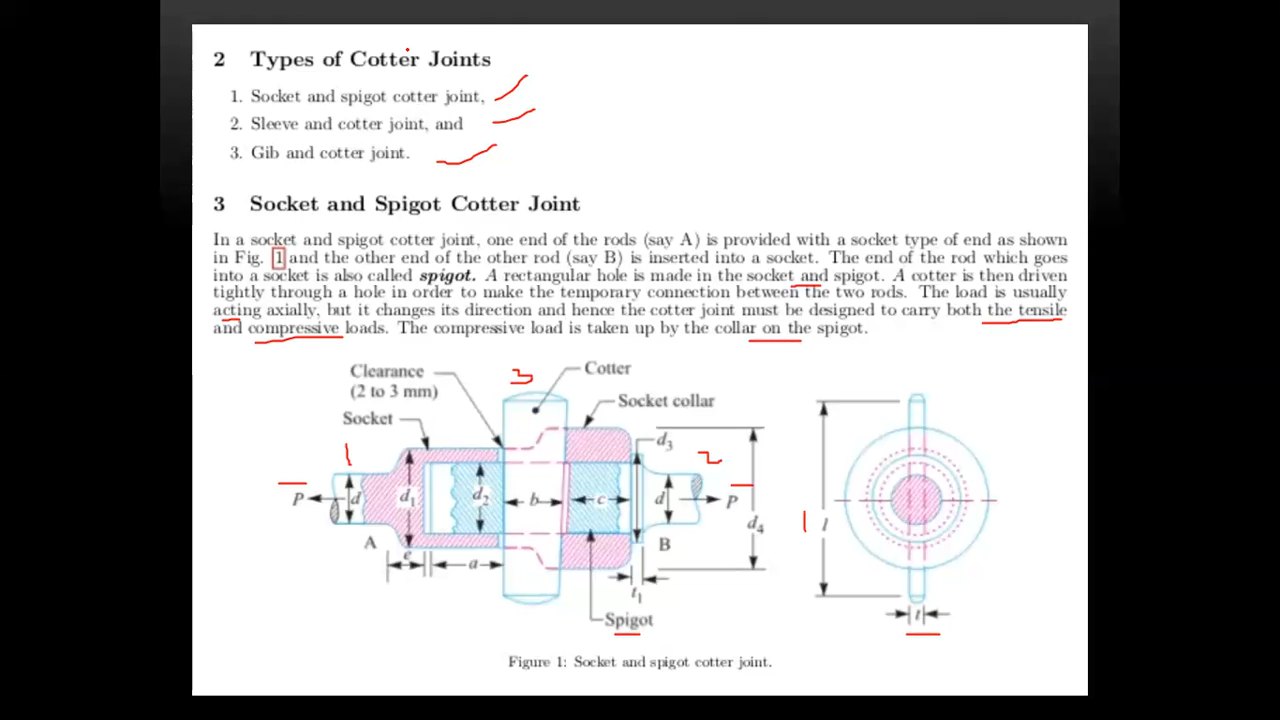 2 Types of Cotter Joints
1. Socket and spigot cotter joint,
2. Sleeve and cotter joint, and
3. Gib and cotter joint.
3 Socket and Spigot Cotter Joint
In a socket and spigot cotter joint, one end of the rods (say A) is provided with a socket type of end as shown
in Fig. 1 and the other end of the other rod (say B) is inserted into a socket. The end of the rod which goes
into a socket is also called spigot. A rectangular hole is made in the socket and spigot. A cotter is then driven
tightly through a hole in order to make the temporary connection between the two rods. The load is usually
acting axially, but it changes its direction and hence the cotter joint must be designed to carry both the tensile
and compressive loads. The compressive load is taken up by the collar on the spigot.
Clearance
(2 to 3 mm)
3
Cotter
Socket collar
Socket
1
d3
2
P
d
d1
d2
b
c
d
P
d4
1
l
A
B
e
a
t1
t
Spigot
Figure 1: Socket and spigot cotter joint.